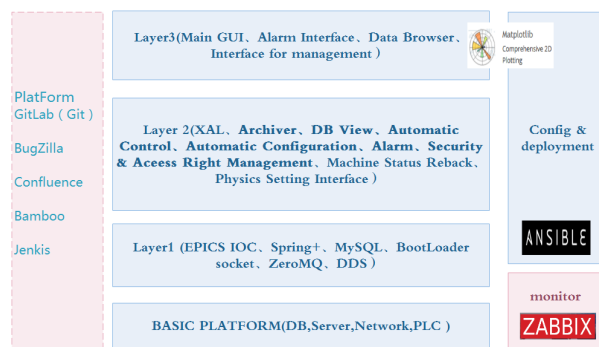 PlatForm
GitLab（Git）
BugZilla
Confluence
Bamboo
Jenkis
Layer3(Main GUI、Alarm Interface、Data Browser、
Interface for management）
Matplotlib
Comprehensive 2D
Plotting
Layer 2(XAL、Archiver、DB View、Automatic
Control、Automatic Configuration、Alarm、Security
& Aceess Right Management、Machine Status Reback、
Physics Setting Interface）
Layer1 (EPICS IOC、Spring+、MySQL、BootLoader
socket、ZeroMQ、DDS）
BASIC PLATFORM(DB,Server,Network,PLC )
Config &
deployment
ANSIBLE
monitor
ZABBIX